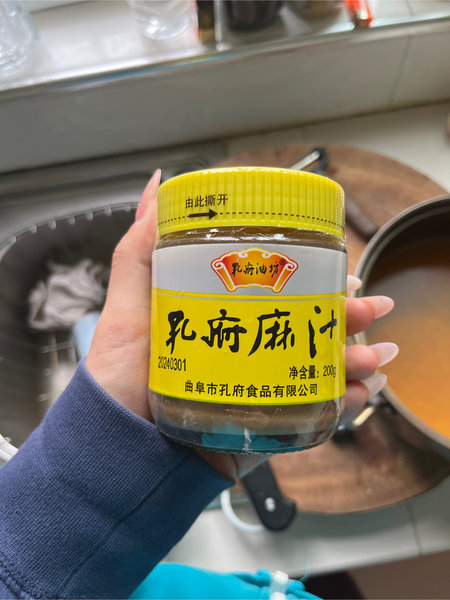 由此撕开
孔府油坊
孔府麻汁
20240301
净含量：200g
曲阜市孔府食品有限公司